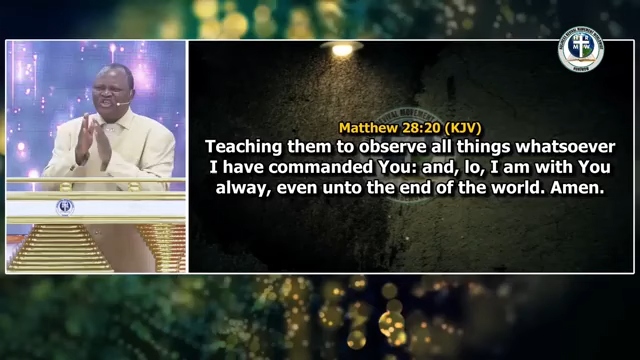 Matthew 28:20 (KJV)
Teaching them to observe all things whatsoever
I have commanded You: and, lo, I am with You
alway, even unto the end of the world. Amen.